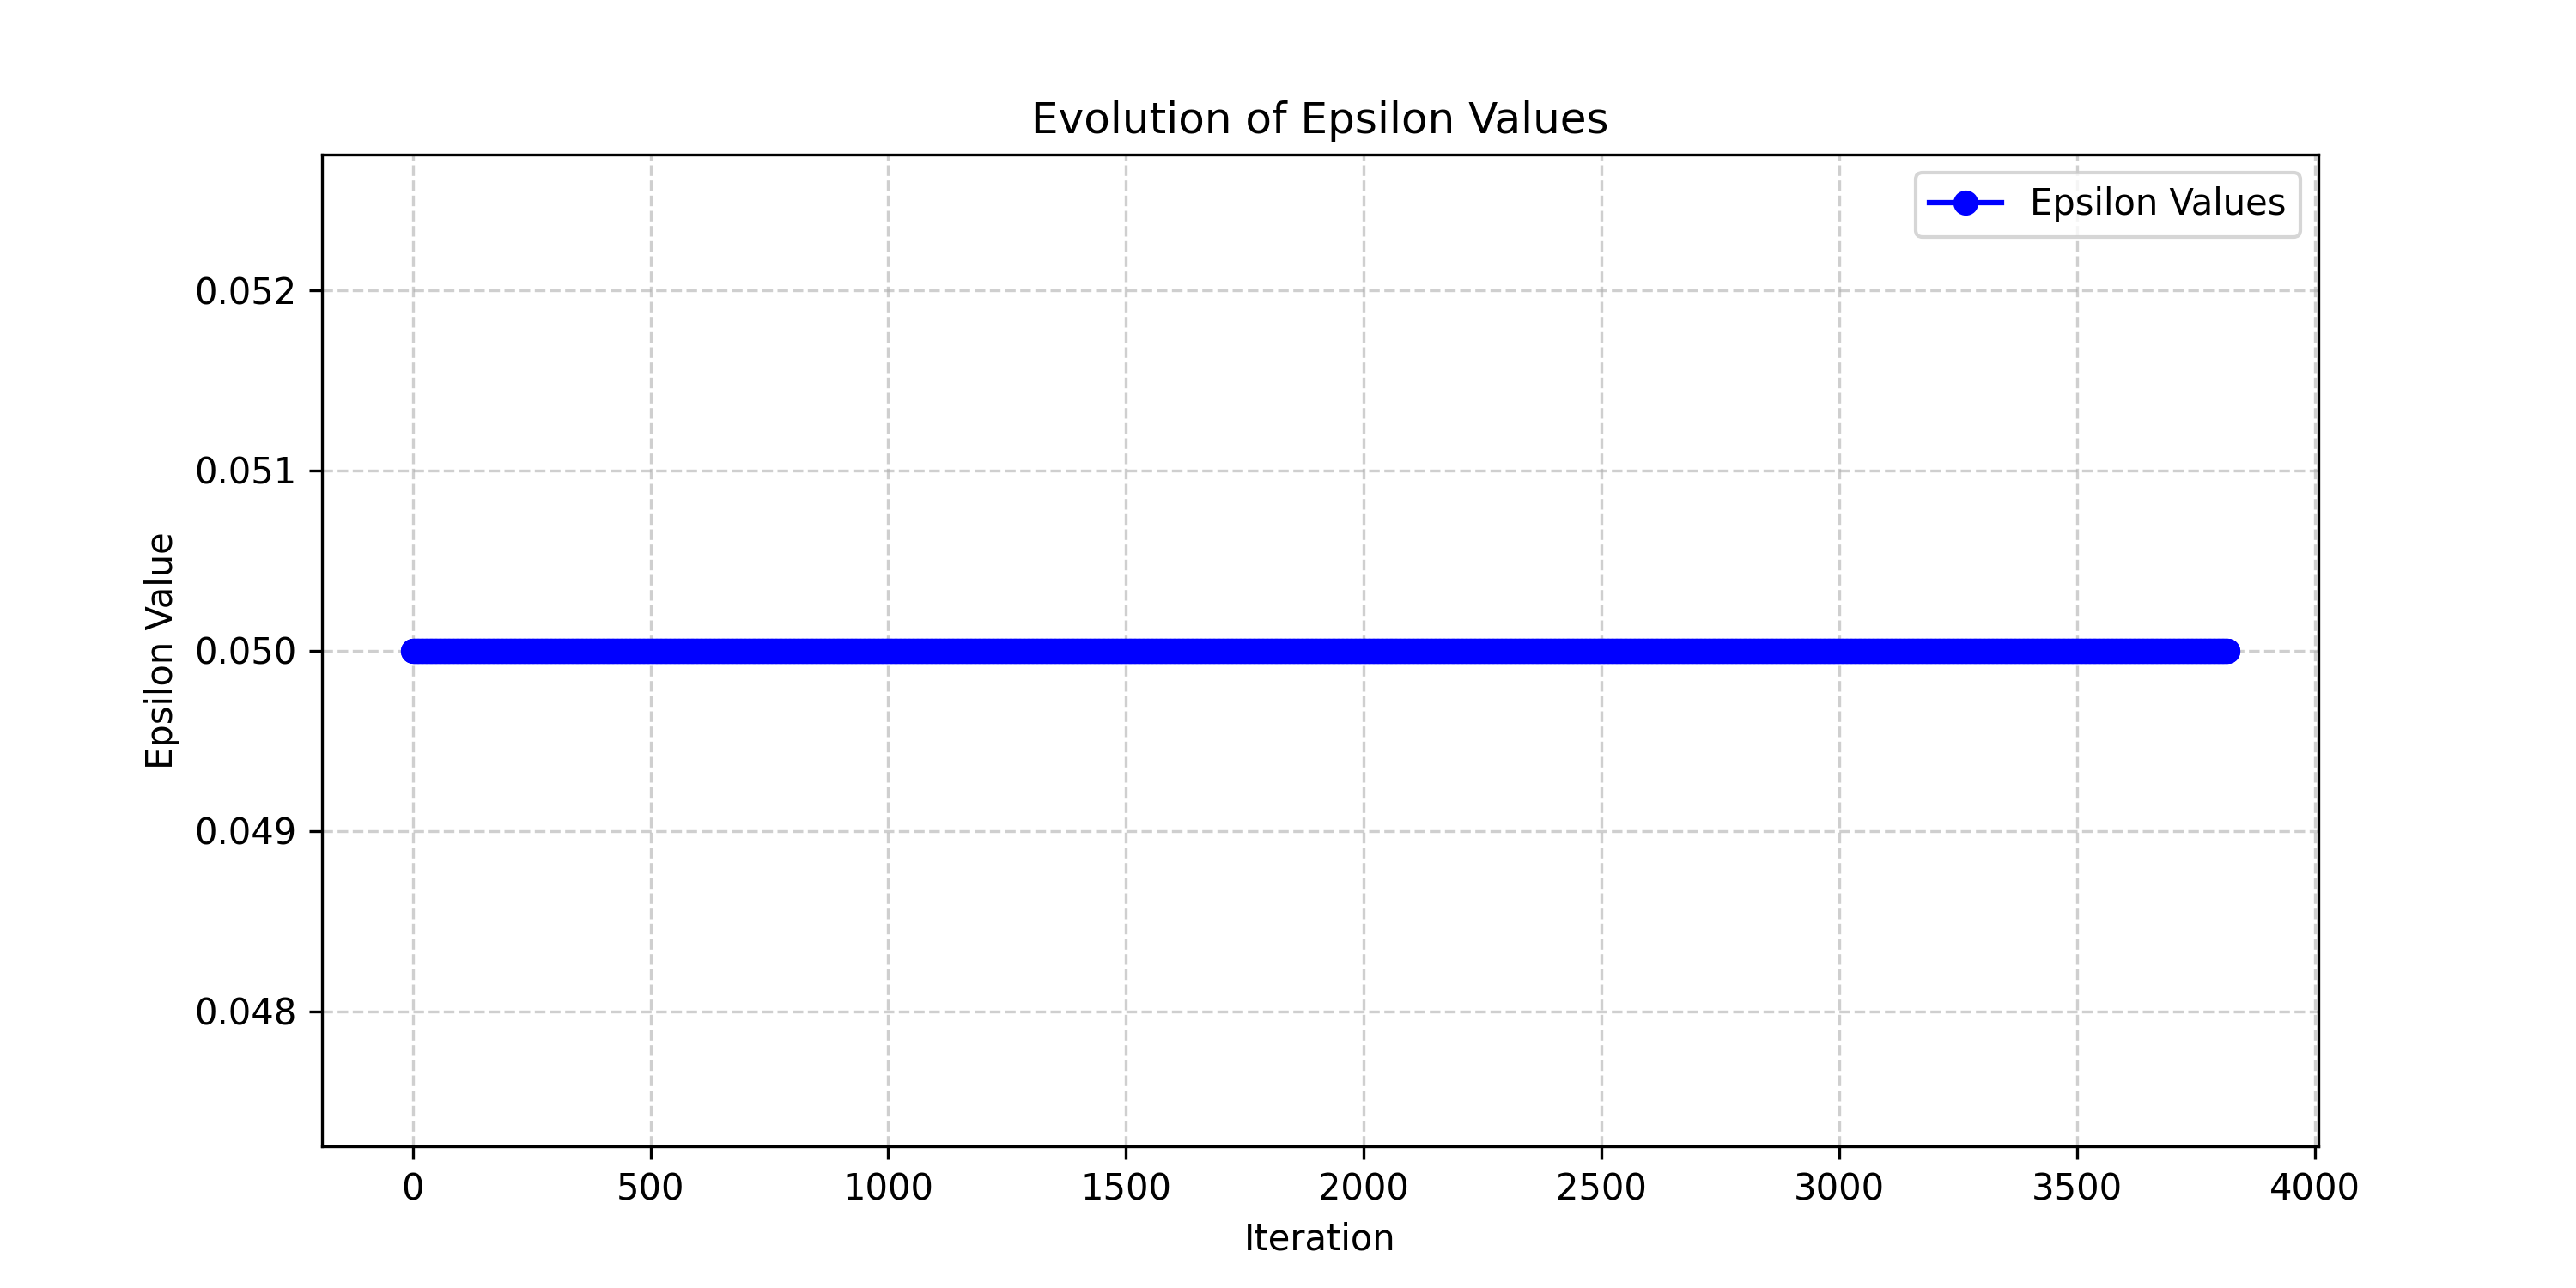 Evolution of Epsilon Values
Epsilon Values
0.052
0.051
0.050
0.049
0.048
Epsilon Value
0 500 1000 1500 2000 2500 3000 3500 4000
Iteration